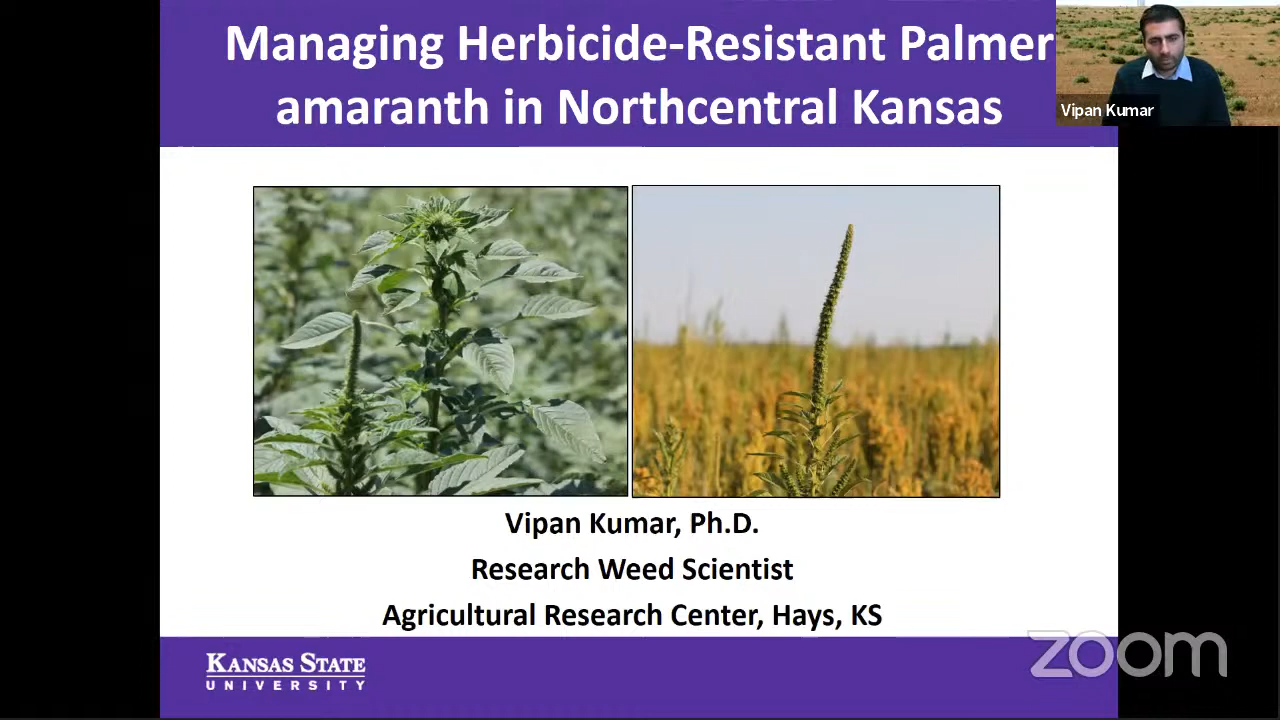 Managing Herbicide-Resistant Palmer
amaranth in Northcentral Kansas
Vipan Kumar
Vipan Kumar, Ph.D.
Research Weed Scientist
Agricultural Research Center, Hays, KS
KANSAS STATE
UNIVERSITY
zoom